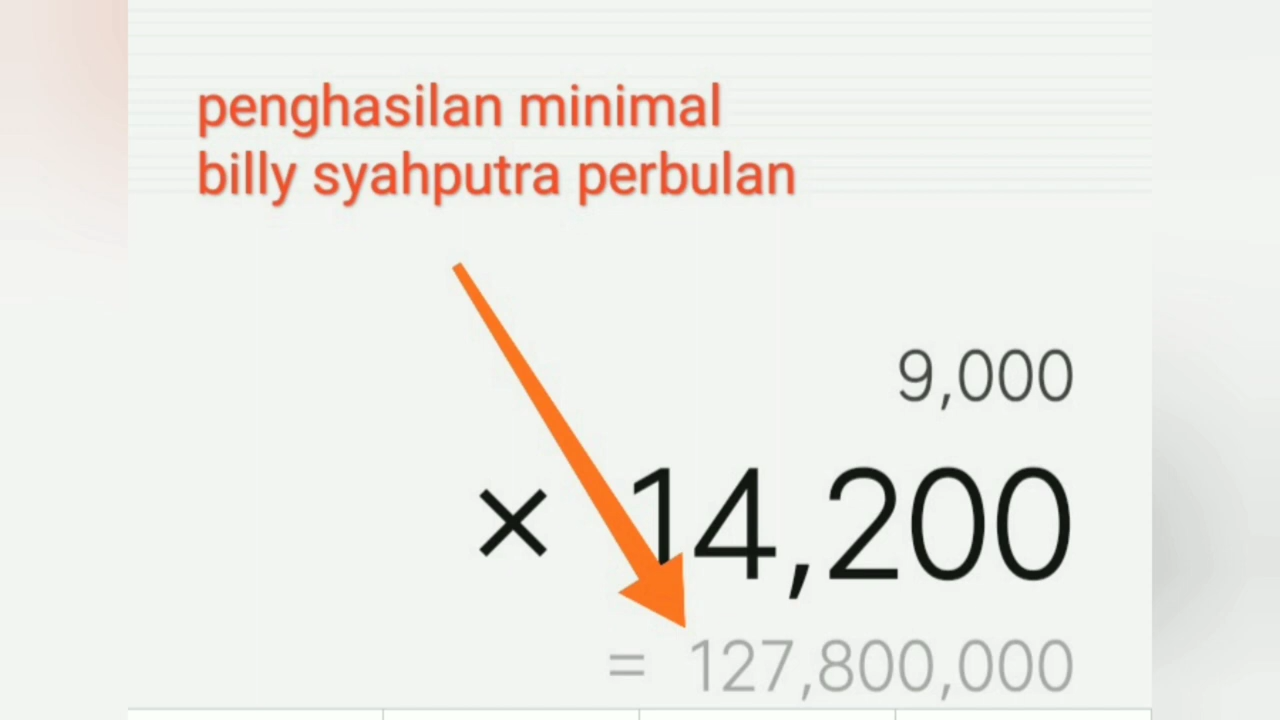 penghasilan minimal
billy syahputra perbulan
9,000
× 14,200
= 127,800,000